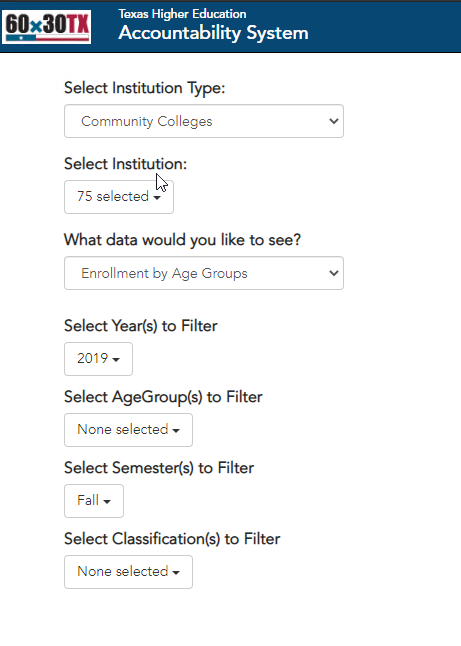 60x30TX
Texas Higher Education
Accountability System
Select Institution Type:
Community Colleges
Select Institution:
75 selected
What data would you like to see?
Enrollment by Age Groups
Select Year(s) to Filter
2019
Select AgeGroup(s) to Filter
None selected
Select Semester(s) to Filter
Fall
Select Classification(s) to Filter
None selected